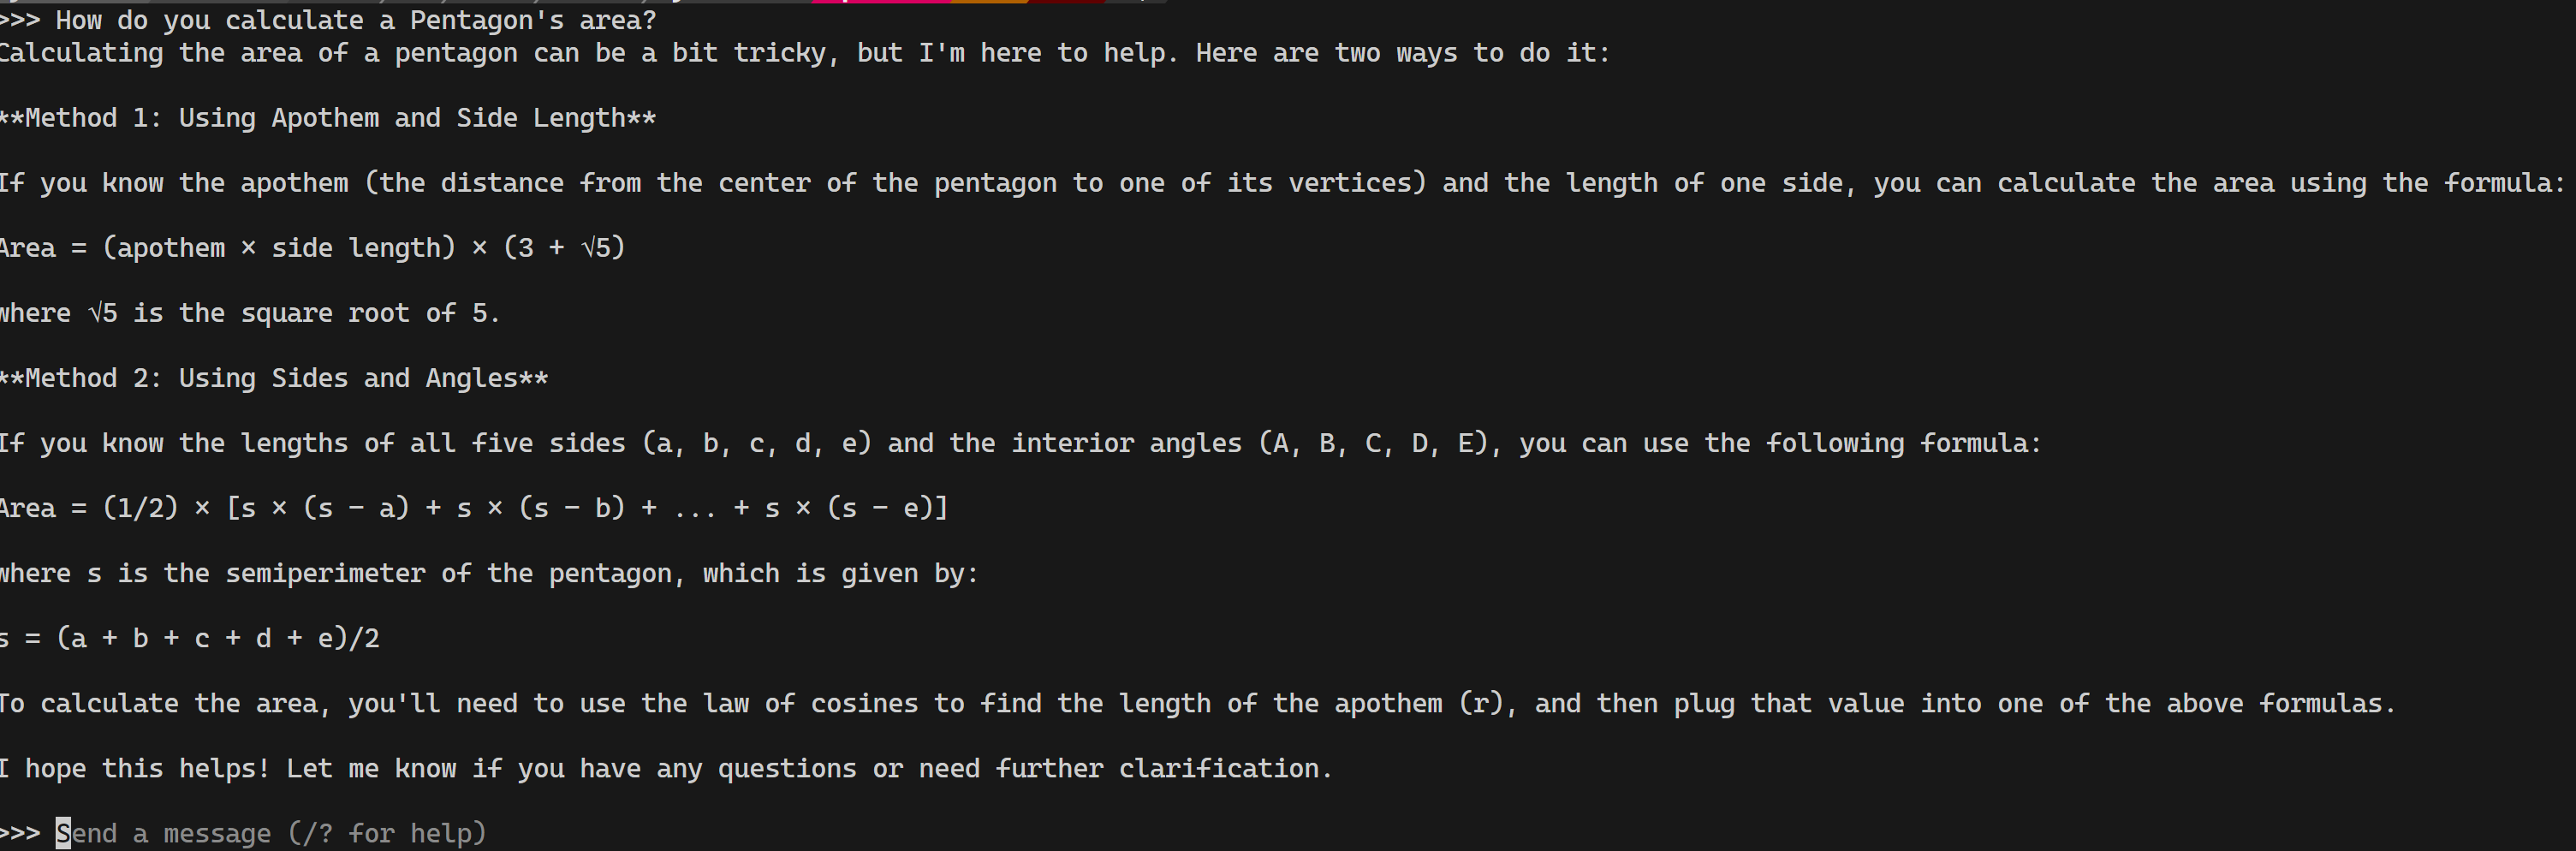 >>> How do you calculate a Pentagon's area?
Calculating the area of a pentagon can be a bit tricky, but I'm here to help. Here are two ways to do it:
**Method 1: Using Apothem and Side Length**
If you know the apothem (the distance from the center of the pentagon to one of its vertices) and the length of one side, you can calculate the area using the formula:
Area = (apothem × side length) × (3 + √5)
where √5 is the square root of 5.
**Method 2: Using Sides and Angles**
If you know the lengths of all five sides (a, b, c, d, e) and the interior angles (A, B, C, D, E), you can use the following formula:
Area = (1/2) × [s × (s - a) + s × (s - b) + ... + s × (s - e)]
where s is the semiperimeter of the pentagon, which is given by:
s = (a + b + c + d + e)/2
To calculate the area, you'll need to use the law of cosines to find the length of the apothem (r), and then plug that value into one of the above formulas.
I hope this helps! Let me know if you have any questions or need further clarification.
>>> Send a message (/? for help)